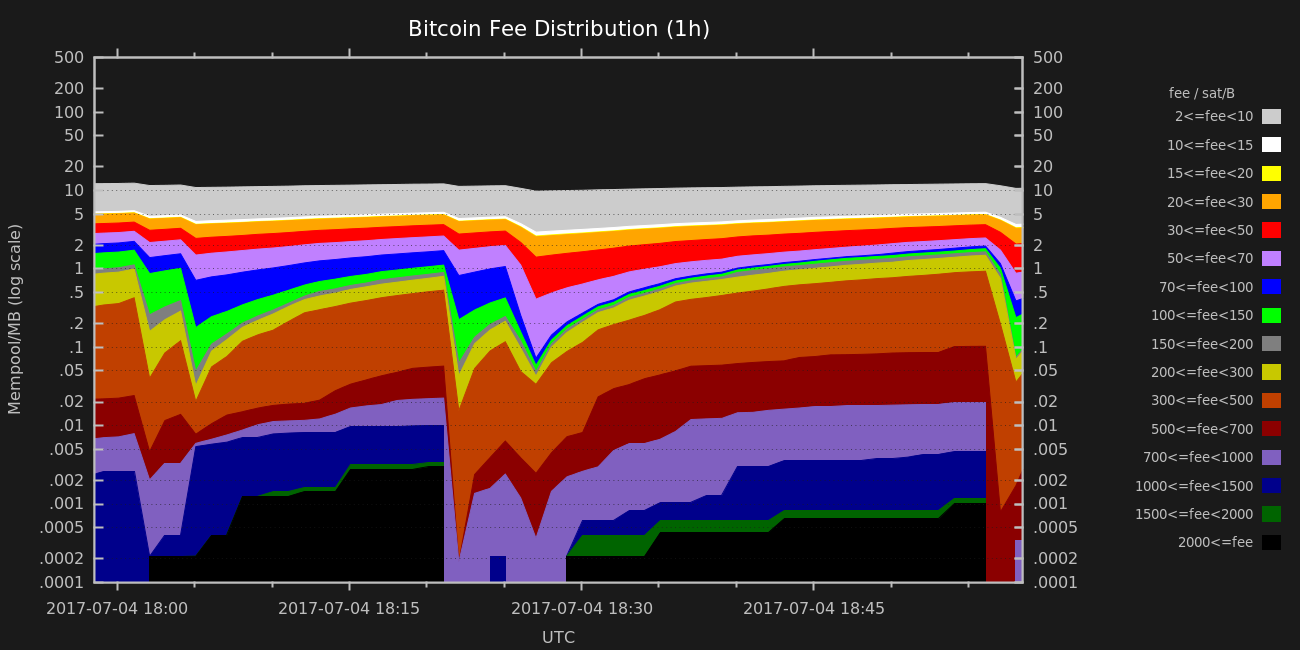 Bitcoin Fee Distribution (1h)
500 500
200 200
100 100
50 50
20 20
10 10
5 5
2 2
1 1
.5 .5
.2 .2
.1 .1
.05 .05
.02 .02
.01 .01
.005 .005
.002 .002
.001 .001
.0005 .0005
.0002 .0002
.0001 .0001
Mempool/MB (log scale)
2017-07-04 18:00 2017-07-04 18:15 2017-07-04 18:30 2017-07-04 18:45
UTC
fee / sat/B
2<=fee<10
10<=fee<15
15<=fee<20
20<=fee<30
30<=fee<50
50<=fee<70
70<=fee<100
100<=fee<150
150<=fee<200
200<=fee<300
300<=fee<500
500<=fee<700
700<=fee<1000
1000<=fee<1500
1500<=fee<2000
2000<=fee